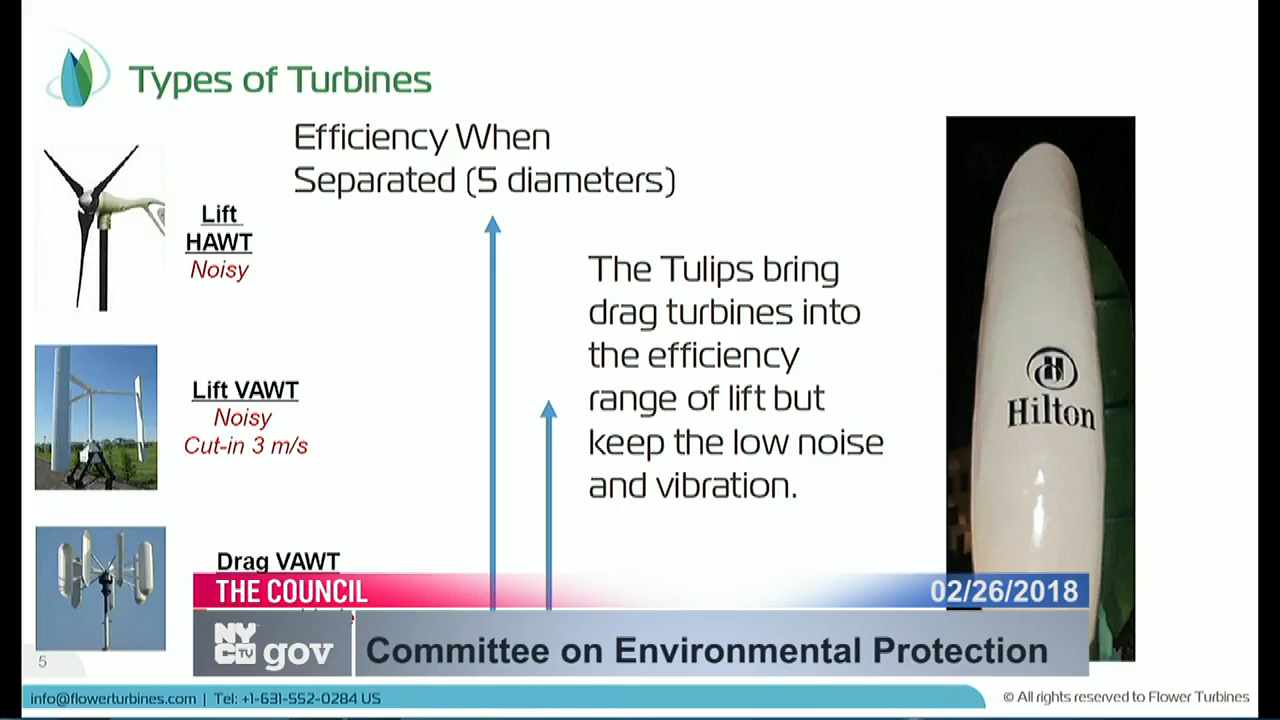 Types of Turbines
Efficiency When
Separated (5 diameters)
Lift
HAWT
Noisy
The Tulips bring
drag turbines into
the efficiency
range of lift but
keep the low noise
and vibration.
Lift VAWT
Noisy
Cut-in 3 m/s
Hilton
Drag VAWT
THE COUNCIL
02/26/2018
NYC TV gov
Committee on Environmental Protection
5
info@flowerturbines.com | Tel: +1-631-552-0284 US
© All rights reserved to Flower Turbines